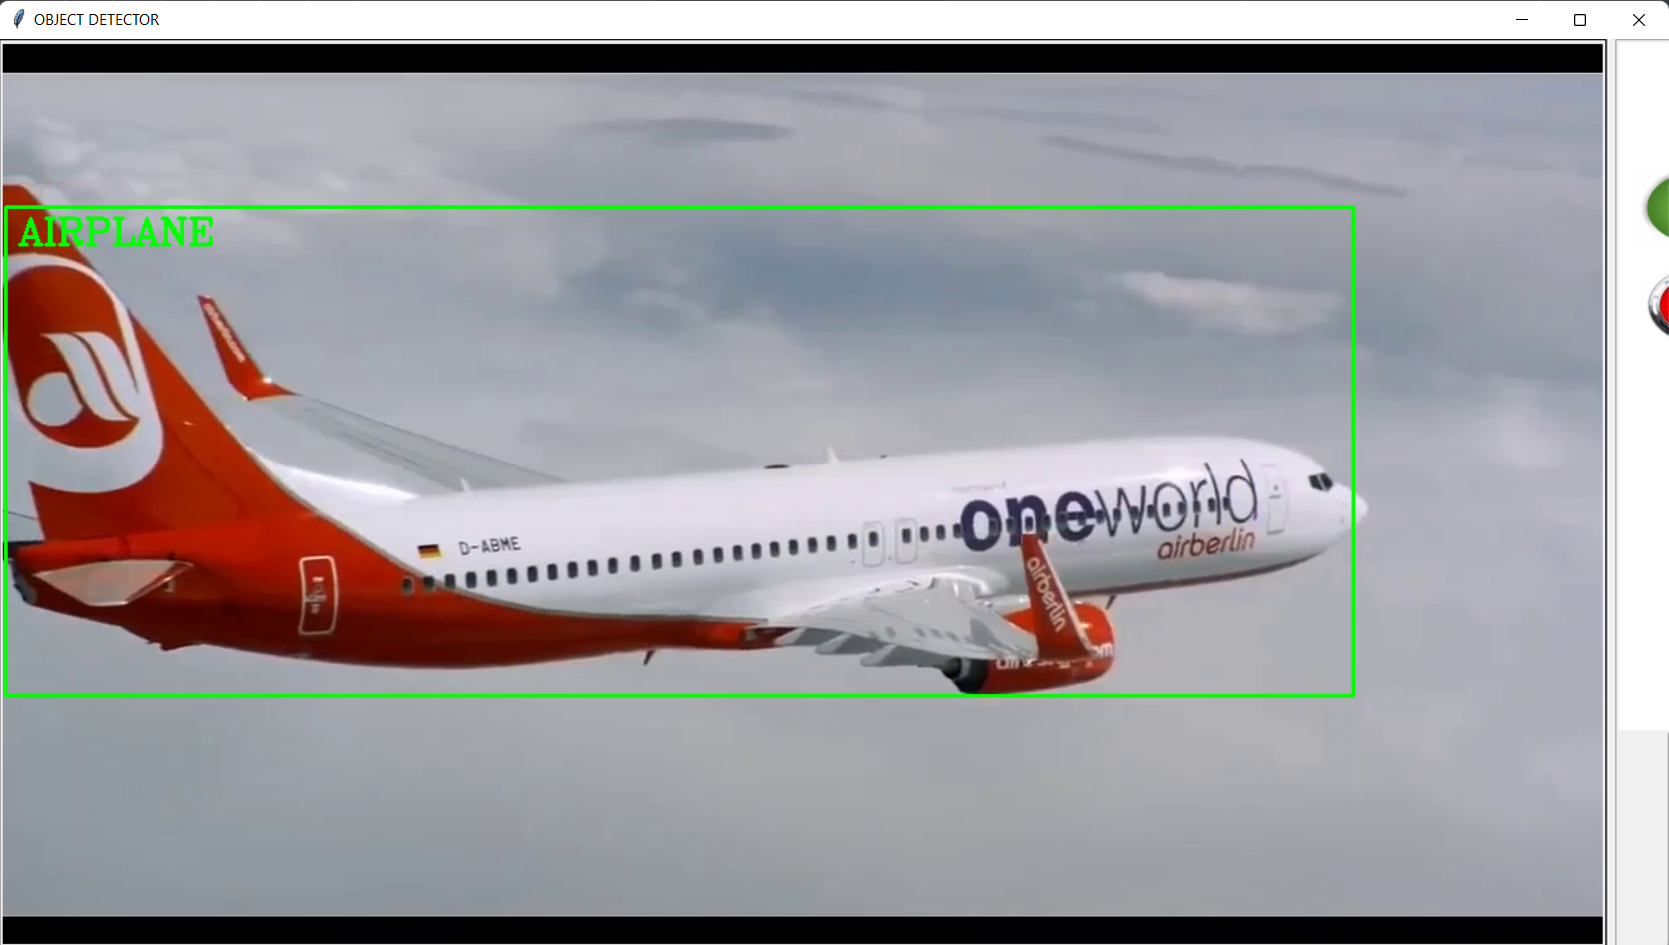 OBJECT DETECTOR
AIRPLANE
D-ABME
oneworld
airberlin
airberlin